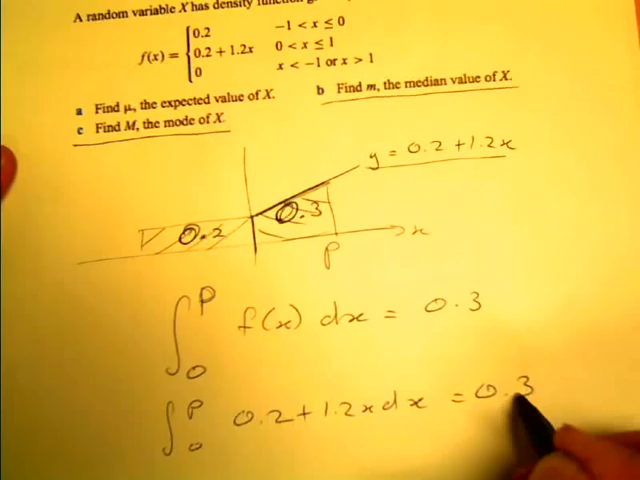 A random variable X has density function
f(x) = { 0.2 −1 < x ≤ 0
0.2 + 1.2x 0 < x ≤ 1
0 x < −1 or x > 1
a Find μ, the expected value of X. b Find m, the median value of X.
c Find M, the mode of X.
y = 0.2 + 1.2x
0.2 0.3 x
P
∫₀ᴾ f(x) dx = 0.3
∫₀ᴾ 0.2 + 1.2x dx = 0.3